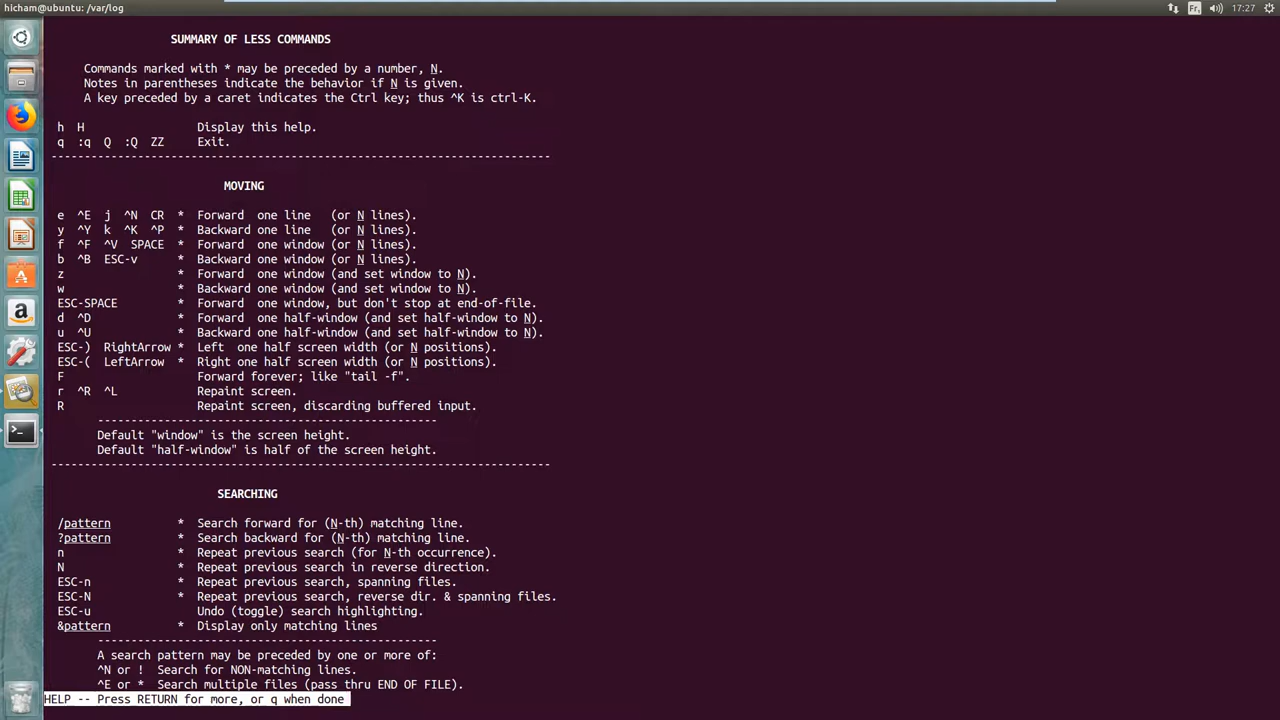 hicham@ubuntu: /var/log
Fr
17:27
SUMMARY OF LESS COMMANDS
Commands marked with * may be preceded by a number, N.
Notes in parentheses indicate the behavior if N is given.
A key preceded by a caret indicates the Ctrl key; thus ^K is ctrl-K.
h  H                 Display this help.
q  :q  Q  :Q  ZZ     Exit.
---------------------------------------------------------------------------
MOVING
e  ^E  j  ^N  CR  *  Forward  one line   (or N lines).
y  ^Y  k  ^K  ^P  *  Backward one line   (or N lines).
f  ^F  ^V  SPACE  *  Forward  one window (or N lines).
b  ^B  ESC-v      *  Backward one window (or N lines).
z                 *  Forward  one window (and set window to N).
w                 *  Backward one window (and set window to N).
ESC-SPACE         *  Forward  one window, but don't stop at end-of-file.
d  ^D             *  Forward  one half-window (and set half-window to N).
u  ^U             *  Backward one half-window (and set half-window to N).
ESC-)  RightArrow *  Left  one half screen width (or N positions).
ESC-(  LeftArrow  *  Right one half screen width (or N positions).
F                    Forward forever; like "tail -f".
r  ^R  ^L            Repaint screen.
R                    Repaint screen, discarding buffered input.
---------------------------------------------------
Default "window" is the screen height.
Default "half-window" is half of the screen height.
---------------------------------------------------------------------------
SEARCHING
/pattern          *  Search forward for (N-th) matching line.
?pattern          *  Search backward for (N-th) matching line.
n                 *  Repeat previous search (for N-th occurrence).
N                 *  Repeat previous search in reverse direction.
ESC-n             *  Repeat previous search, spanning files.
ESC-N             *  Repeat previous search, reverse dir. & spanning files.
ESC-u                Undo (toggle) search highlighting.
&pattern          *  Display only matching lines
---------------------------------------------------
A search pattern may be preceded by one or more of:
^N or !  Search for NON-matching lines.
^E or *  Search multiple files (pass thru END OF FILE).
HELP -- Press RETURN for more, or q when done